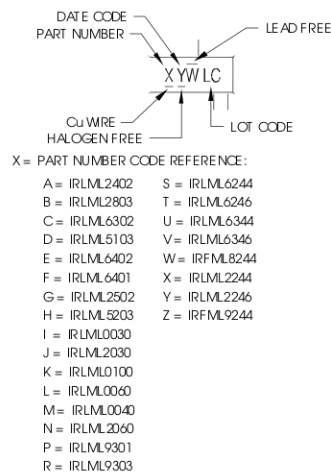 DATE CODE
PART NUMBER
LEAD FREE
X YW LC
Cu WIRE
HALOGEN FREE
LOT CODE
X = PART NUMBER CODE REFERENCE:
A = IRLML2402 S = IRLML6244
B = IRLML2803 T = IRLML6246
C = IRLML6302 U = IRLML6344
D = IRLML5103 V = IRLML6346
E = IRLML6402 W = IRFML8244
F = IRLML6401 X = IRLML2244
G = IRLML2502 Y = IRLML2246
H = IRLML5203 Z = IRFML9244
I = IRLML0030
J = IRLML2030
K = IRLML0100
L = IRLML0060
M = IRLML0040
N = IRLML2060
P = IRLML9301
R = IRLML9303